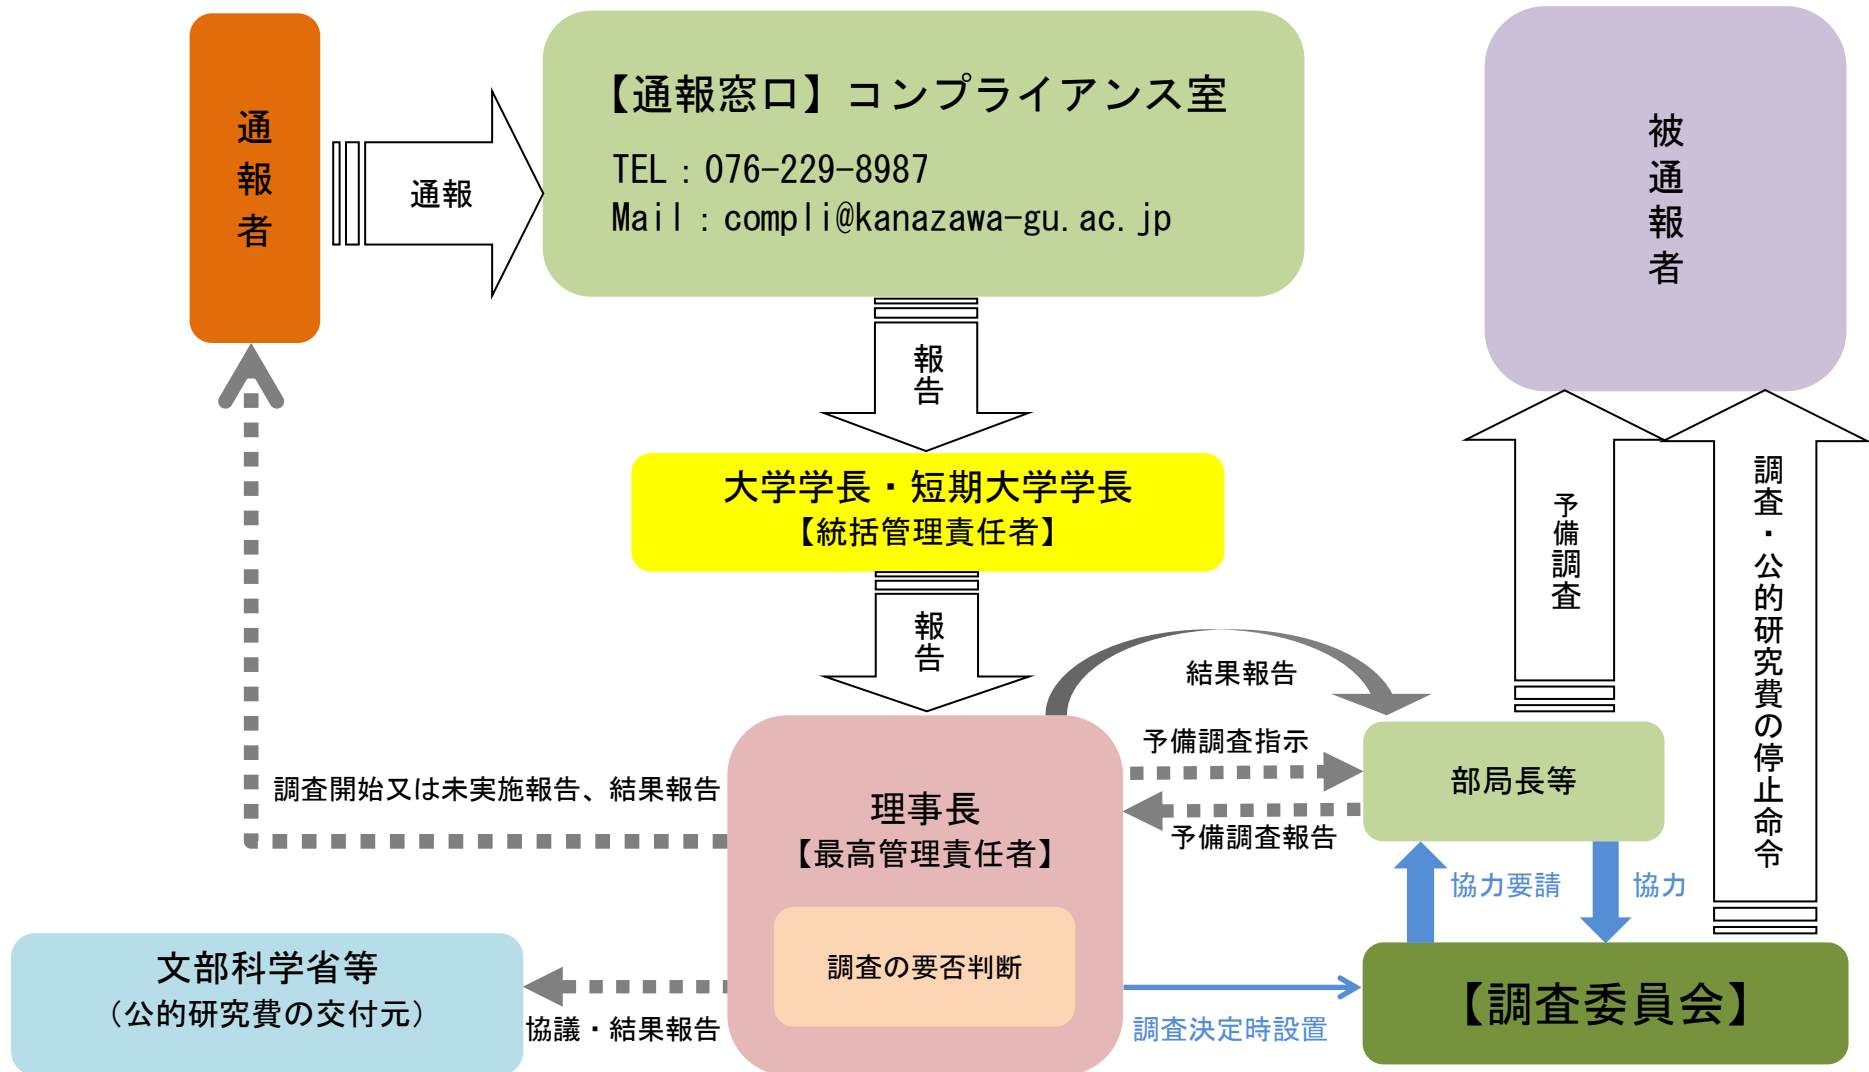 通報者
通報
【通報窓口】コンプライアンス室
TEL：076-229-8987
Mail：compli@kanazawa-gu.ac.jp
被通報者
報告
大学学長・短期大学学長
【統括管理責任者】
報告
予備調査
調査・公的研究費の停止命令
結果報告
予備調査指示
予備調査報告
部局長等
調査開始又は未実施報告、結果報告
理事長
【最高管理責任者】
調査の要否判断
協力要請
協力
文部科学省等
（公的研究費の交付元）
協議・結果報告
調査決定時設置
【調査委員会】